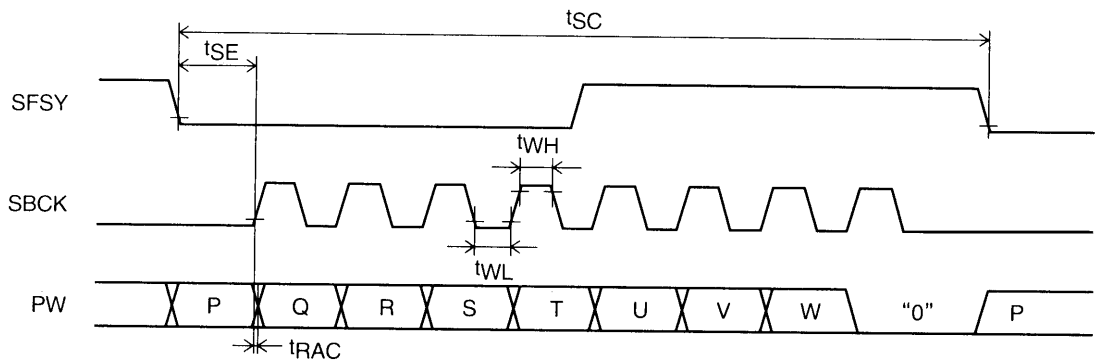 tSC
tSE
SFSY
tWH
SBCK
tWL
PW P Q R S T U V W "0" P
tRAC